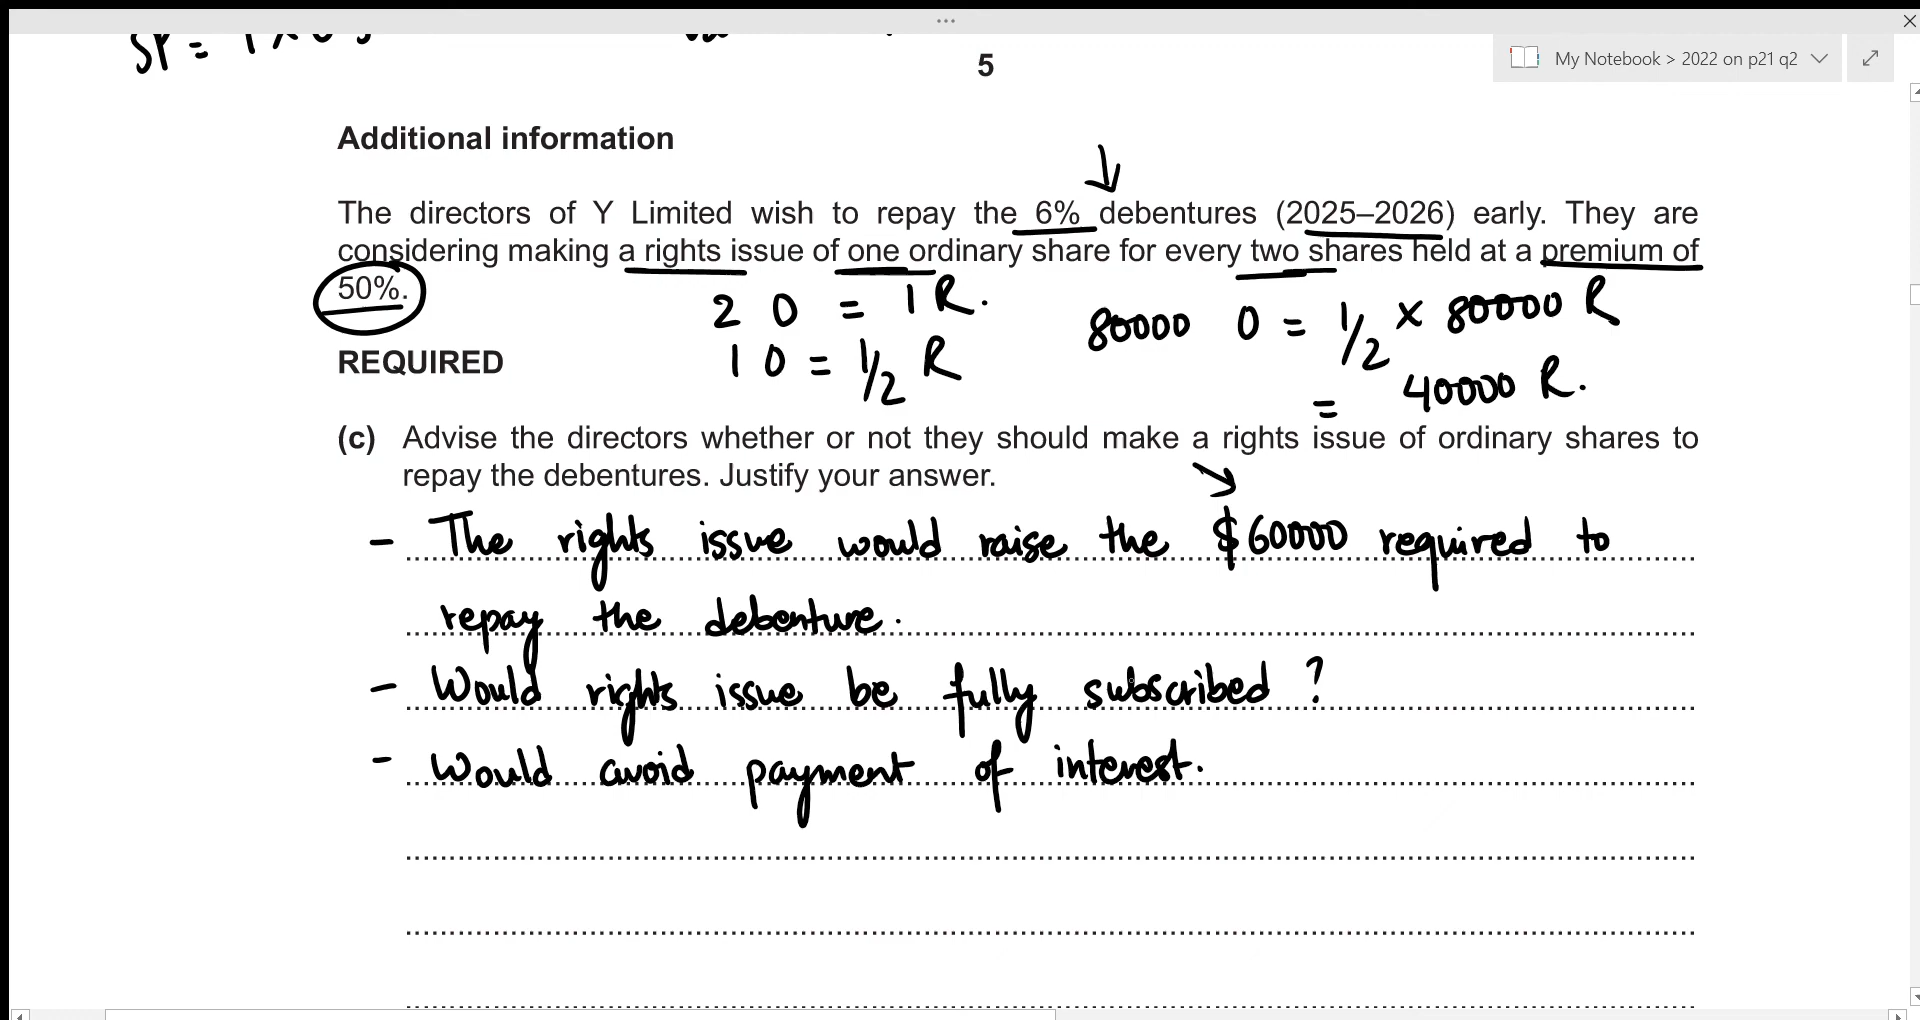 5
My Notebook > 2022 on p21 q2
Additional information
The directors of Y Limited wish to repay the 6% debentures (2025–2026) early. They are
considering making a rights issue of one ordinary share for every two shares held at a premium of
50%.
2 0 = 1 R.
80000 0 = 1/2 × 80000 R
1 0 = 1/2 R
= 40000 R.
REQUIRED
(c) Advise the directors whether or not they should make a rights issue of ordinary shares to
repay the debentures. Justify your answer.
- The rights issue would raise the $60000 required to
repay the debenture.
- Would rights issue be fully subscribed?
- Would avoid payment of interest.